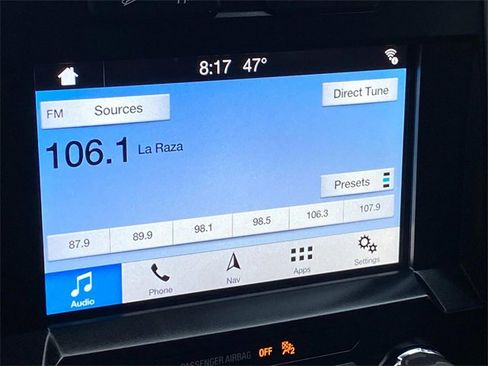 8:17 47°
FM Sources
Direct Tune
106.1 La Raza
Presets
87.9 89.9 98.1 98.5 106.3 107.9
Audio Phone Nav Apps Settings
PASSENGER AIRBAG OFF